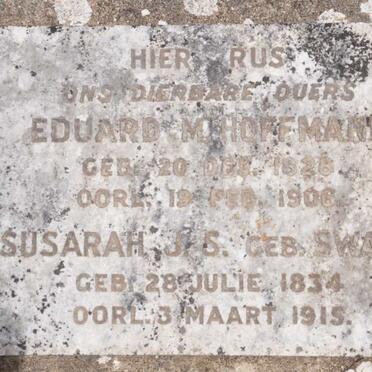 HIER RUS
ONS DIERBARE OUERS
EDUARD M. HOFFMAN
GEB. 20 DES. 1828
OORL. 19 FEB. 1906.
SUSARAH J. S. GEB. SWA
GEB. 28 JULIE 1834
OORL. 3 MAART 1915.